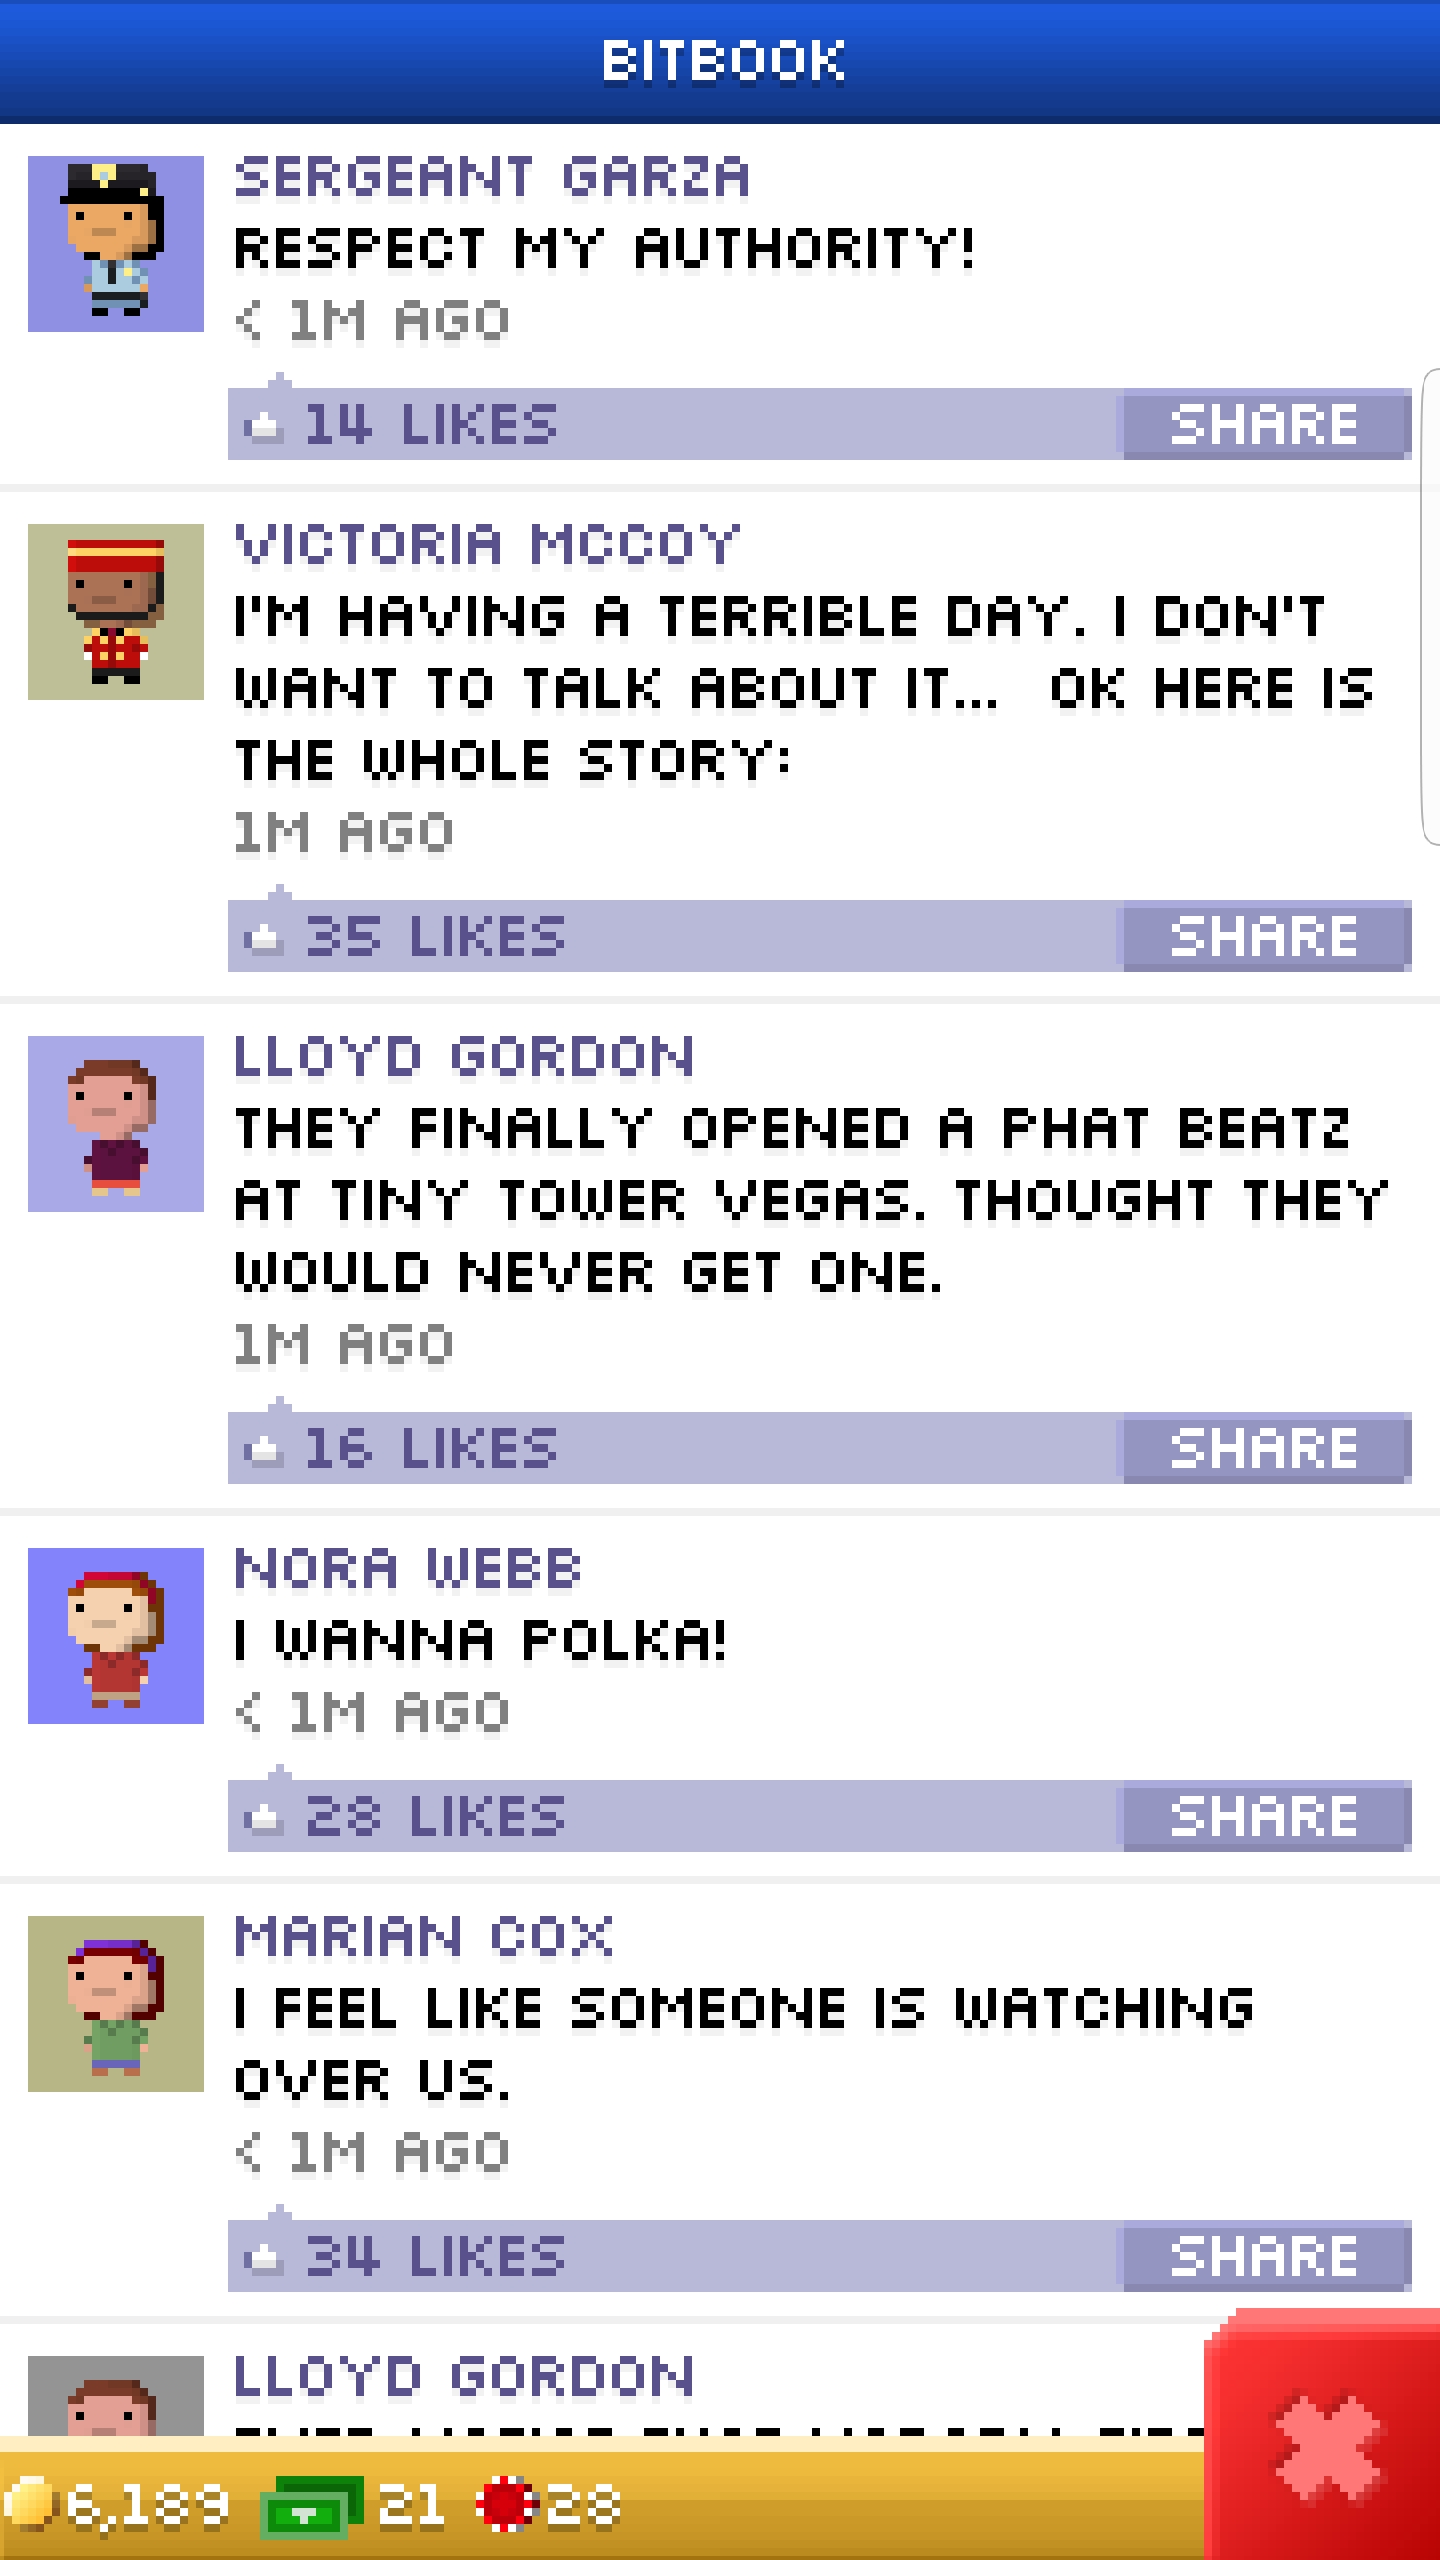 BITBOOK
SERGEANT GARZA
RESPECT MY AUTHORITY!
< 1M AGO
14 LIKES SHARE
VICTORIA MCCOY
I'M HAVING A TERRIBLE DAY. I DON'T
WANT TO TALK ABOUT IT... OK HERE IS
THE WHOLE STORY:
1M AGO
35 LIKES SHARE
LLOYD GORDON
THEY FINALLY OPENED A PHAT BEATZ
AT TINY TOWER VEGAS. THOUGHT THEY
WOULD NEVER GET ONE.
1M AGO
16 LIKES SHARE
NORA WEBB
I WANNA POLKA!
< 1M AGO
28 LIKES SHARE
MARIAN COX
I FEEL LIKE SOMEONE IS WATCHING
OVER US.
< 1M AGO
34 LIKES SHARE
LLOYD GORDON
6,189 21 28